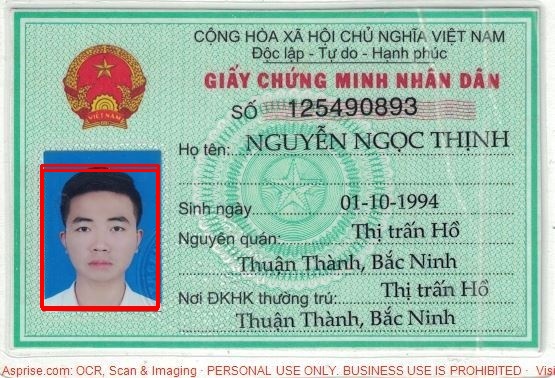 CỘNG HÒA XÃ HỘI CHỦ NGHĨA VIỆT NAM
Độc lập - Tự do - Hạnh phúc
GIẤY CHỨNG MINH NHÂN DÂN
SỐ 125490893
VIỆT NAM
Họ tên: NGUYỄN NGỌC THỊNH
Sinh ngày 01-10-1994
Nguyên quán: Thị trấn Hồ
Thuận Thành, Bắc Ninh
Nơi ĐKHK thường trú: Thị trấn Hồ
Thuận Thành, Bắc Ninh
Asprise.com: OCR, Scan & Imaging · PERSONAL USE ONLY. BUSINESS USE IS PROHIBITED · Visi